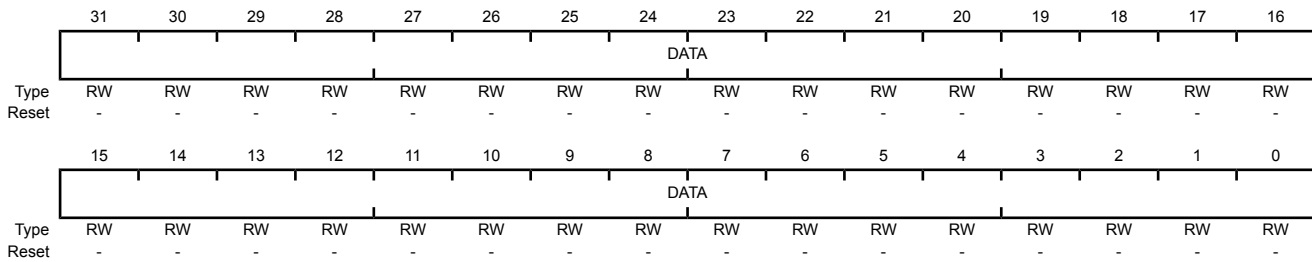 31 30 29 28 27 26 25 24 23 22 21 20 19 18 17 16
DATA
Type RW RW RW RW RW RW RW RW RW RW RW RW RW RW RW RW
Reset - - - - - - - - - - - - - - - -
15 14 13 12 11 10 9 8 7 6 5 4 3 2 1 0
DATA
Type RW RW RW RW RW RW RW RW RW RW RW RW RW RW RW RW
Reset - - - - - - - - - - - - - - - -